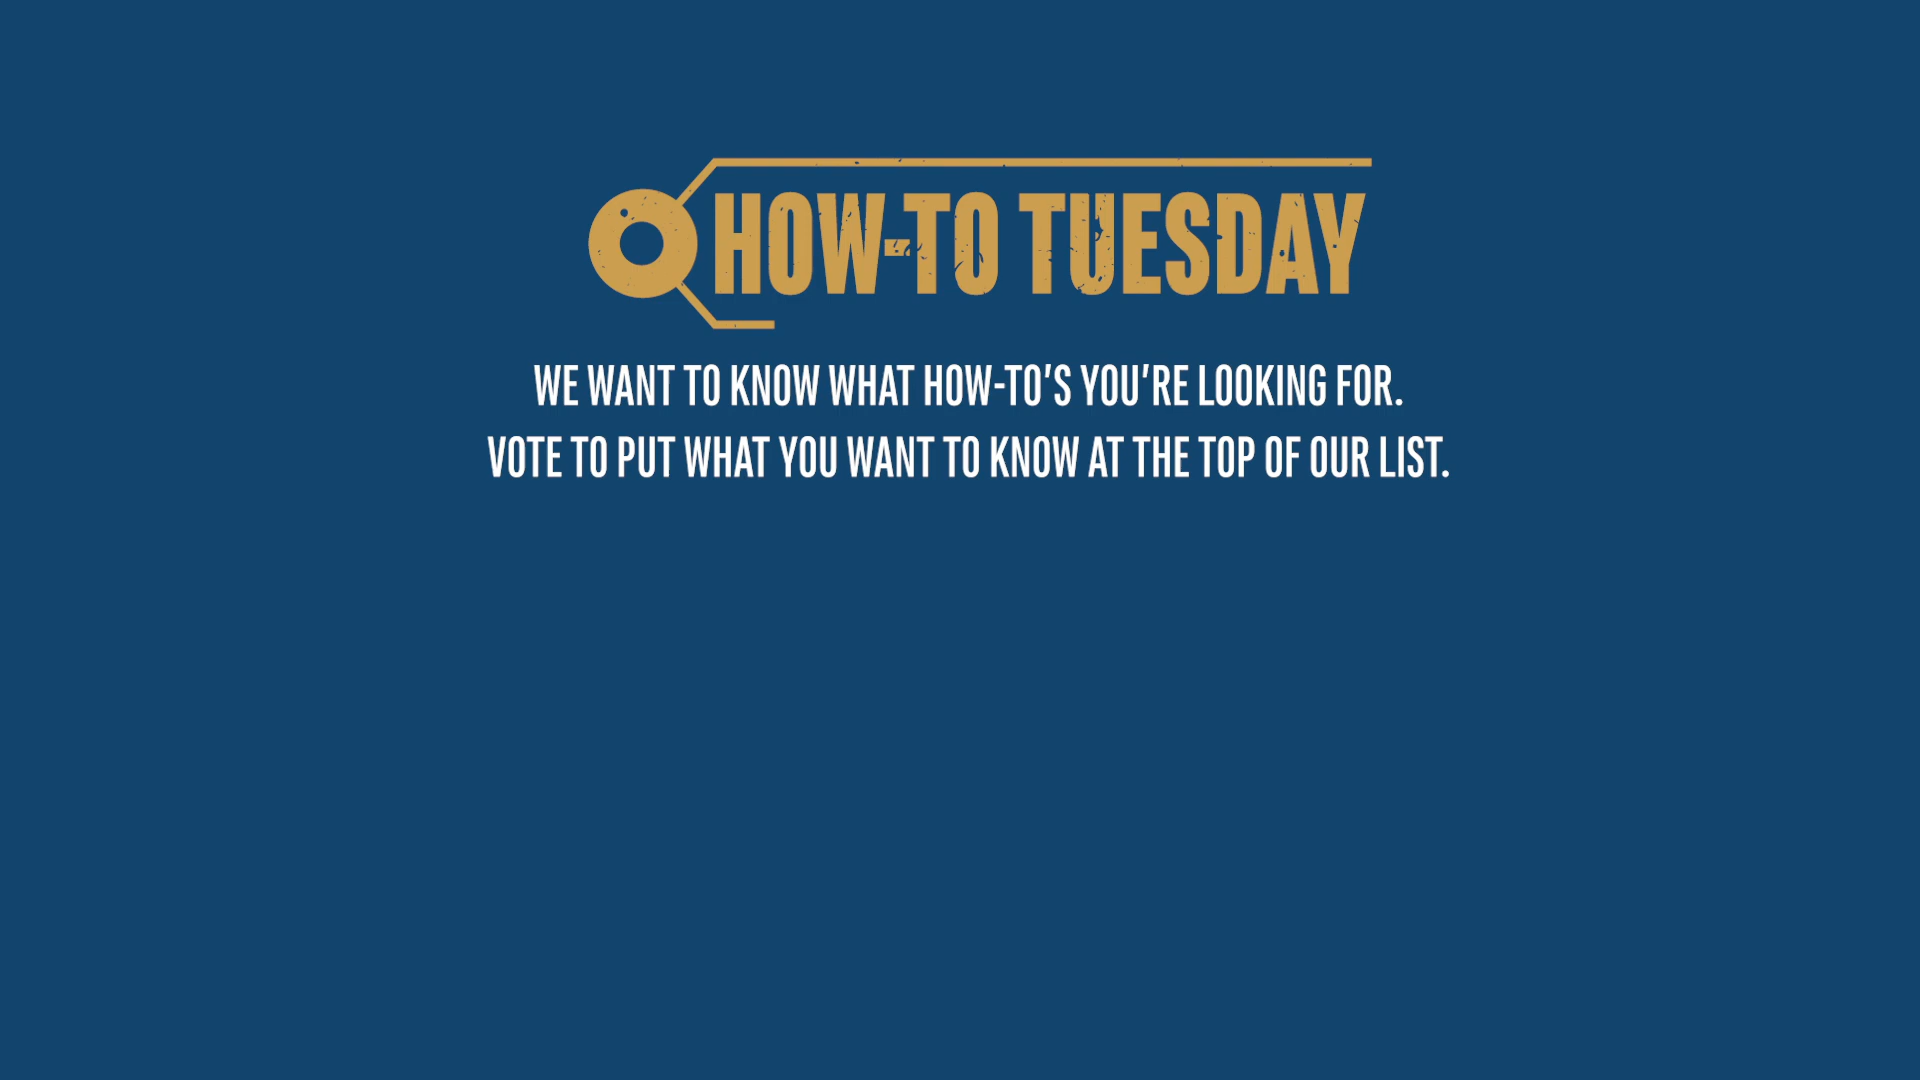 HOW-TO TUESDAY
WE WANT TO KNOW WHAT HOW-TO'S YOU'RE LOOKING FOR.
VOTE TO PUT WHAT YOU WANT TO KNOW AT THE TOP OF OUR LIST.